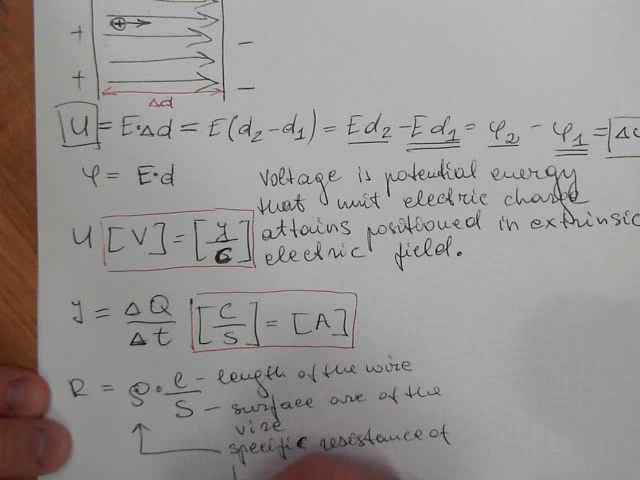 +
+ →
−
+
−
Δd
U = E·Δd = E(d₂−d₁) = Ed₂ − Ed₁ = φ₂ − φ₁ = Δφ
φ = E·d
Voltage is potential energy
that unit electric charge
attains positioned in extrinsic
electric field.
U [V] = [J/C]
J = ΔQ/Δt [C/S] = [A]
R = ρ · l/S
l – length of the wire
S – surface are of the
wire
specific resistance of